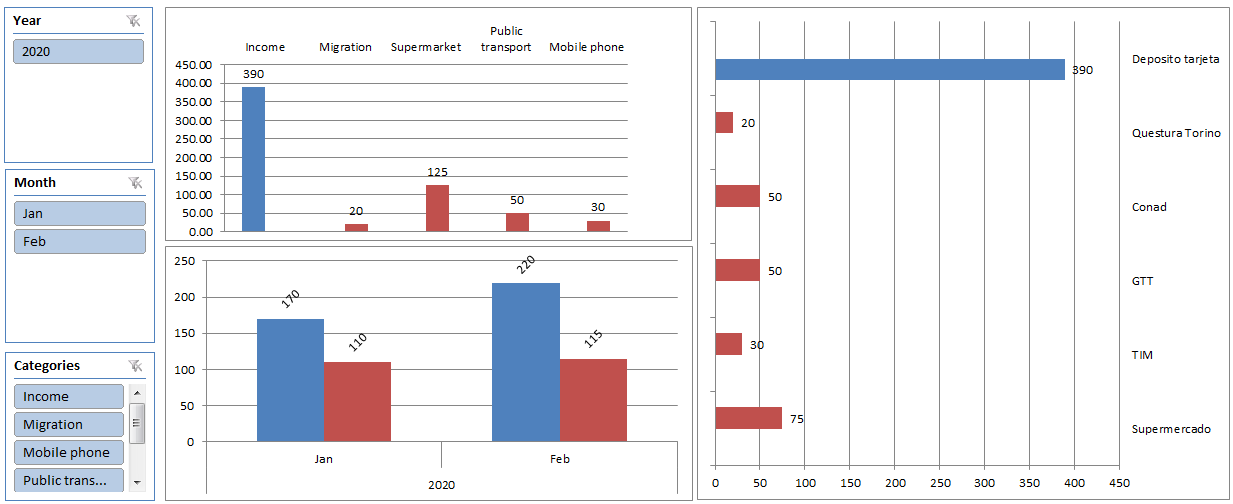 Year
2020
Month
Jan
Feb
Categories
Income
Migration
Mobile phone
Public trans...
Income Migration Supermarket Public transport Mobile phone
450.00
400.00
350.00
300.00
250.00
200.00
150.00
100.00
50.00
0.00
390
20
125
50
30
250
200
150
100
50
0
170
110
220
115
Jan Feb
2020
390
20
50
50
30
75
Deposito tarjeta
Questura Torino
Conad
GTT
TIM
Supermercado
0 50 100 150 200 250 300 350 400 450